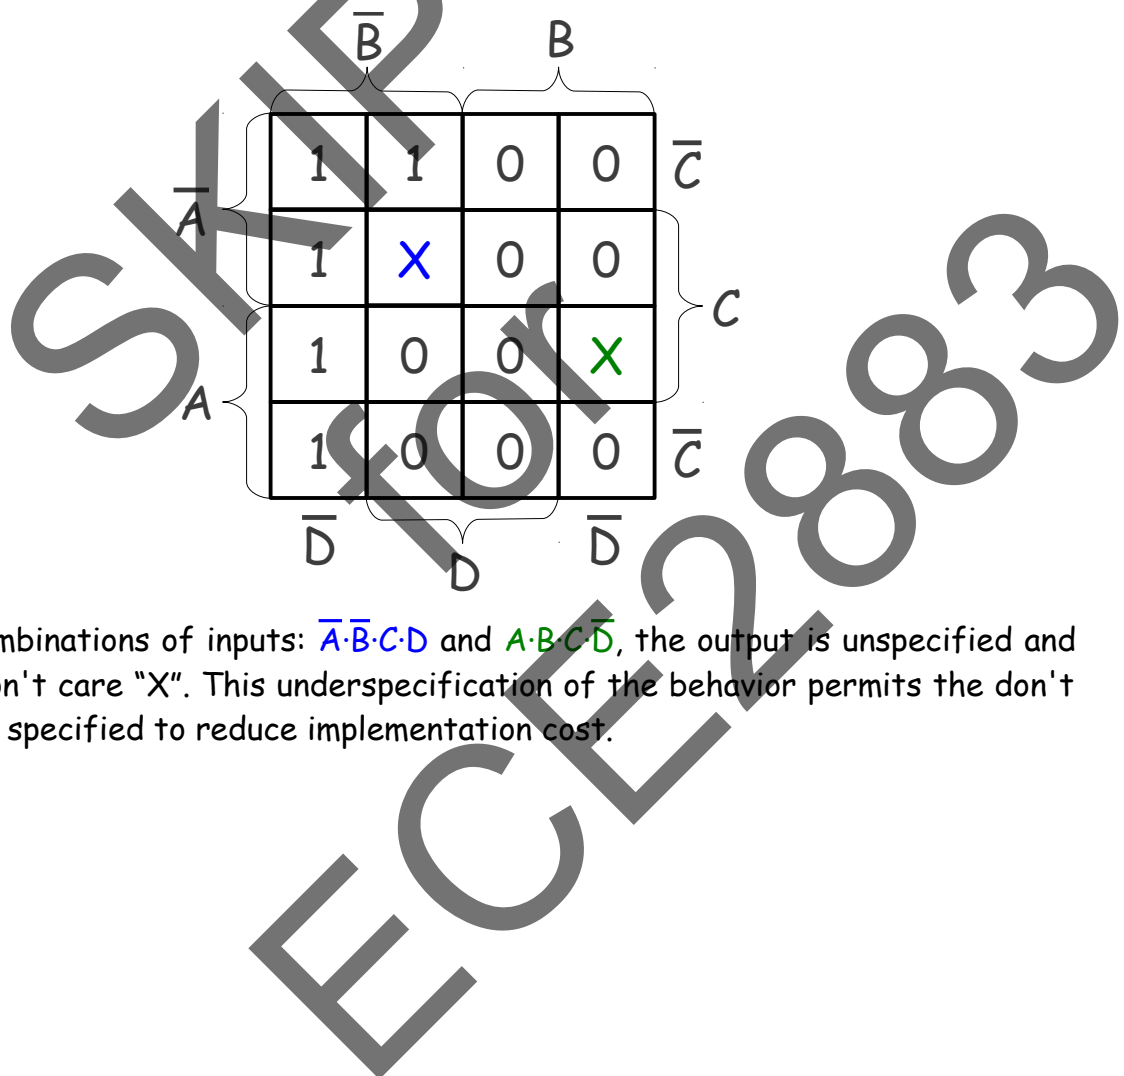 B̅ B
1 1 0 0 C̅
A̅
1 X 0 0
C
1 0 0 X
A
1 0 0 0 C̅
D̅ D̅
D
mbinations of inputs: A̅·B̅·C·D and A·B·C·D̅, the output is unspecified and
n't care “X”. This underspecification of the behavior permits the don't
specified to reduce implementation cost.
SKIP
for
ECE2883